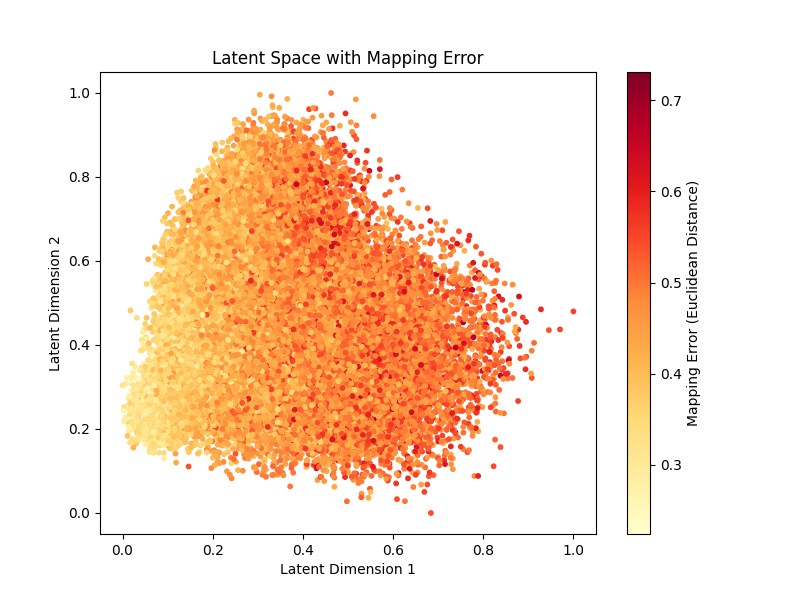 Latent Space with Mapping Error
1.0
0.8
0.6
0.4
0.2
0.0
Latent Dimension 2
0.0 0.2 0.4 0.6 0.8 1.0
Latent Dimension 1
0.7
0.6
0.5
0.4
0.3
Mapping Error (Euclidean Distance)